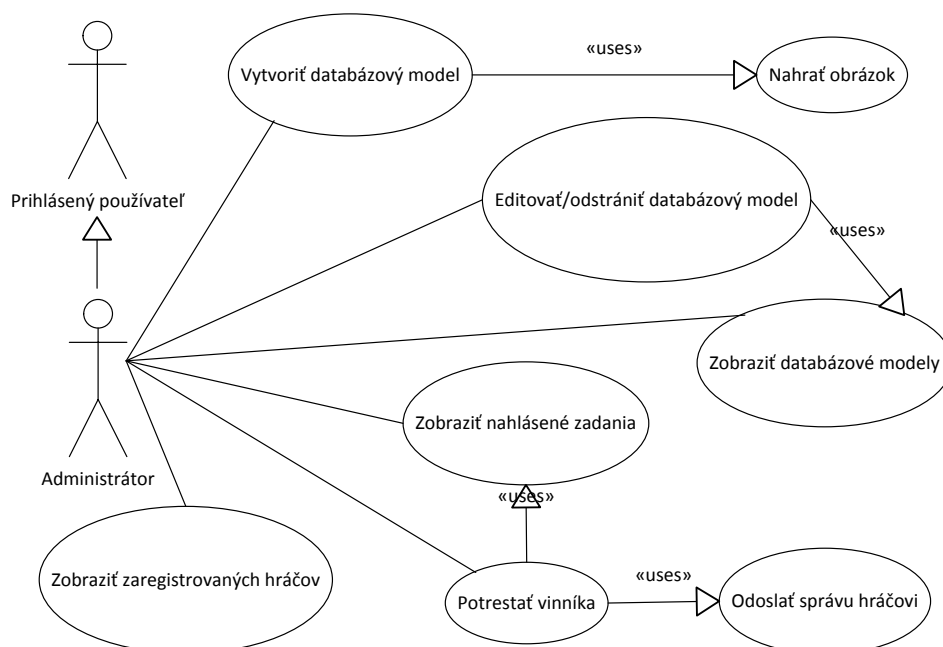 «uses»
Vytvoriť databázový model
Nahrať obrázok
Prihlásený používateľ
Editovať/odstrániť databázový model
«uses»
Zobraziť databázové modely
Zobraziť nahlásené zadania
Administrátor
«uses»
Zobraziť zaregistrovaných hráčov
Potrestať vinníka
«uses»
Odoslať správu hráčovi